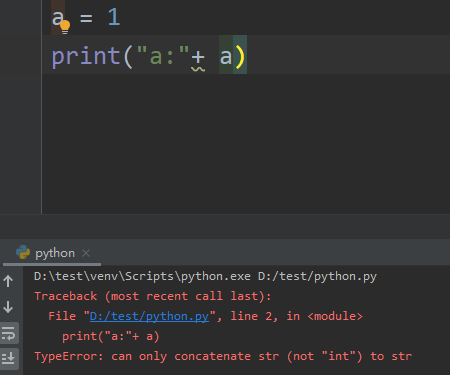 a = 1
print("a:"+ a)
python
D:\test\venv\Scripts\python.exe D:/test/python.py
Traceback (most recent call last):
File "D:/test/python.py", line 2, in <module>
print("a:"+ a)
TypeError: can only concatenate str (not "int") to str